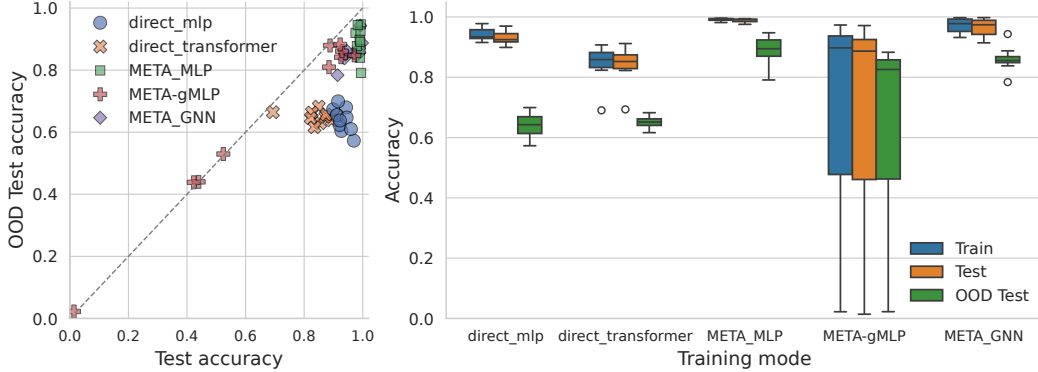 OOD Test accuracy
1.0
0.8
0.6
0.4
0.2
0.0
direct_mlp
direct_transformer
META_MLP
META-gMLP
META_GNN
0.0 0.2 0.4 0.6 0.8 1.0
Test accuracy
Accuracy
1.0
0.8
0.6
0.4
0.2
0.0
Train
Test
OOD Test
direct_mlp direct_transformer META_MLP META-gMLP META_GNN
Training mode